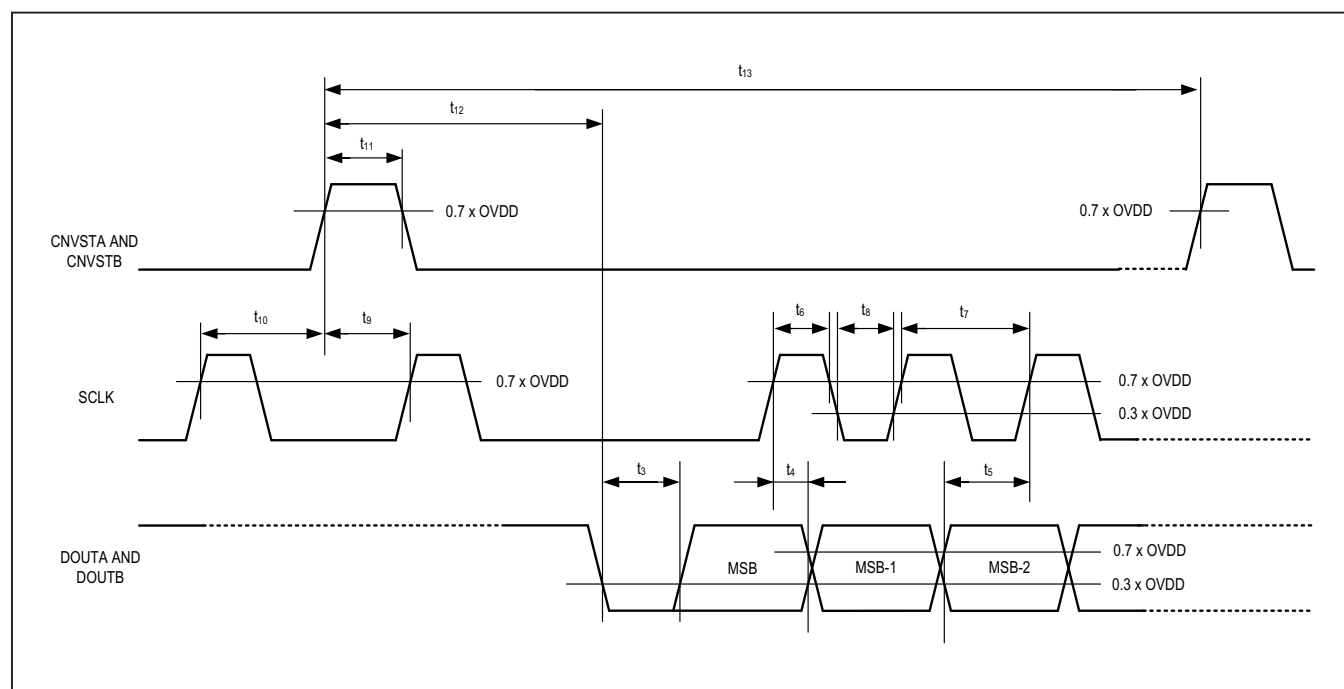 t13
t12
t11
0.7 x OVDD
0.7 x OVDD
CNVSTA AND
CNVSTB
t10
t9
t6
t8
t7
0.7 x OVDD
0.7 x OVDD
SCLK
0.3 x OVDD
t3
t4
t5
DOUTA AND
DOUTB
0.7 x OVDD
MSB
MSB-1
MSB-2
0.3 x OVDD